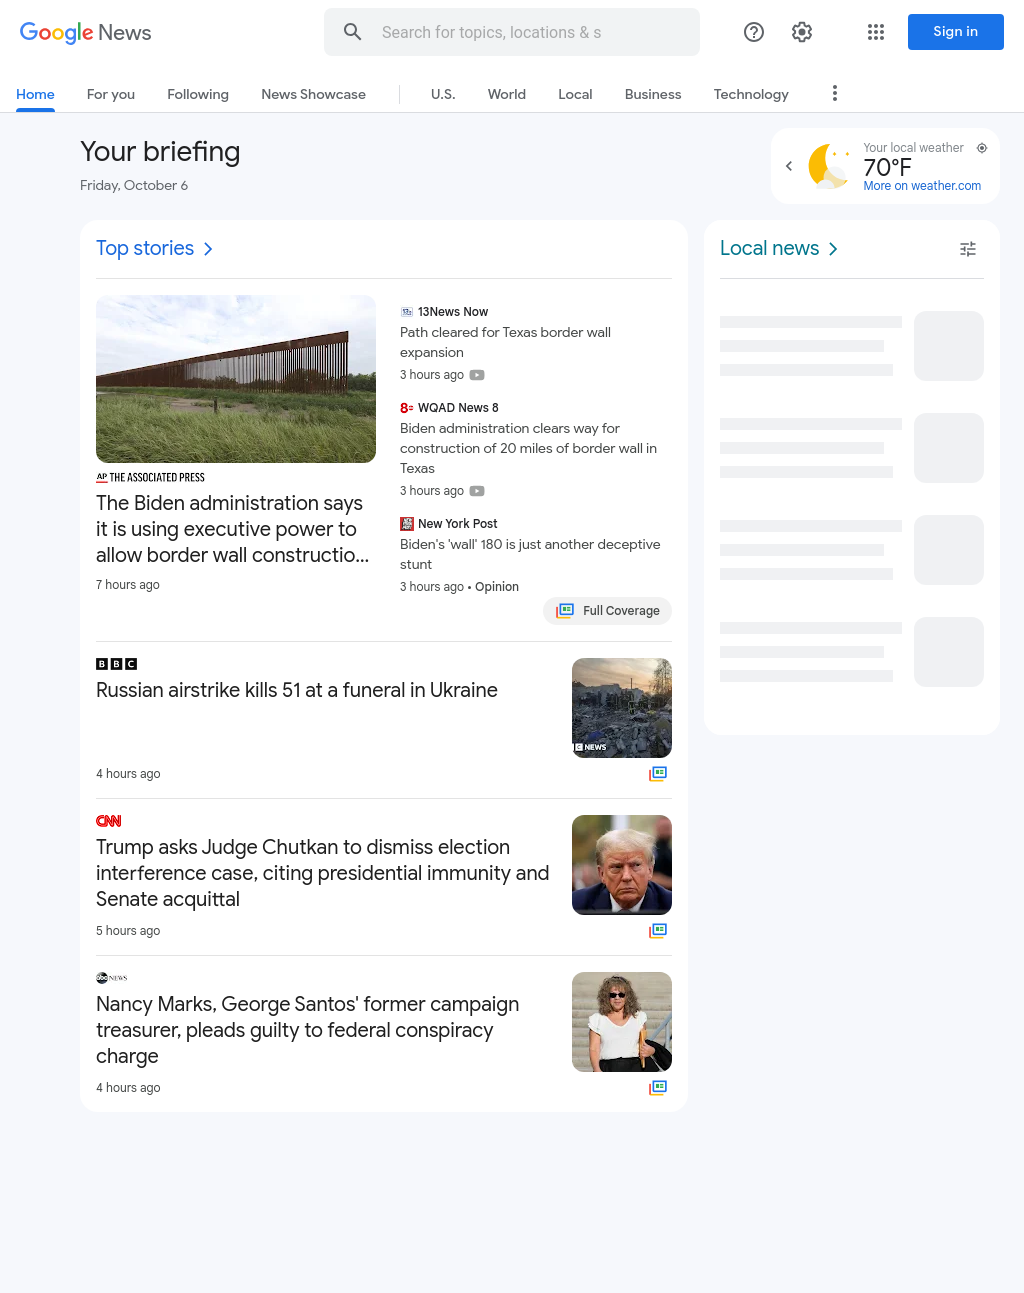 Google News
Search for topics, locations & s
Sign in
Home
For you
Following
News Showcase
U.S.
World
Local
Business
Technology
Your briefing
Friday, October 6
Your local weather
70°F
More on weather.com
Top stories
Local news
AP THE ASSOCIATED PRESS
The Biden administration says
it is using executive power to
allow border wall constructio...
7 hours ago
13News Now
Path cleared for Texas border wall
expansion
3 hours ago
8 WQAD News 8
Biden administration clears way for
construction of 20 miles of border wall in
Texas
3 hours ago
New York Post
Biden's 'wall' 180 is just another deceptive
stunt
3 hours ago • Opinion
Full Coverage
BBC
Russian airstrike kills 51 at a funeral in Ukraine
C NEWS
4 hours ago
CNN
Trump asks Judge Chutkan to dismiss election
interference case, citing presidential immunity and
Senate acquittal
5 hours ago
abc NEWS
Nancy Marks, George Santos' former campaign
treasurer, pleads guilty to federal conspiracy
charge
4 hours ago